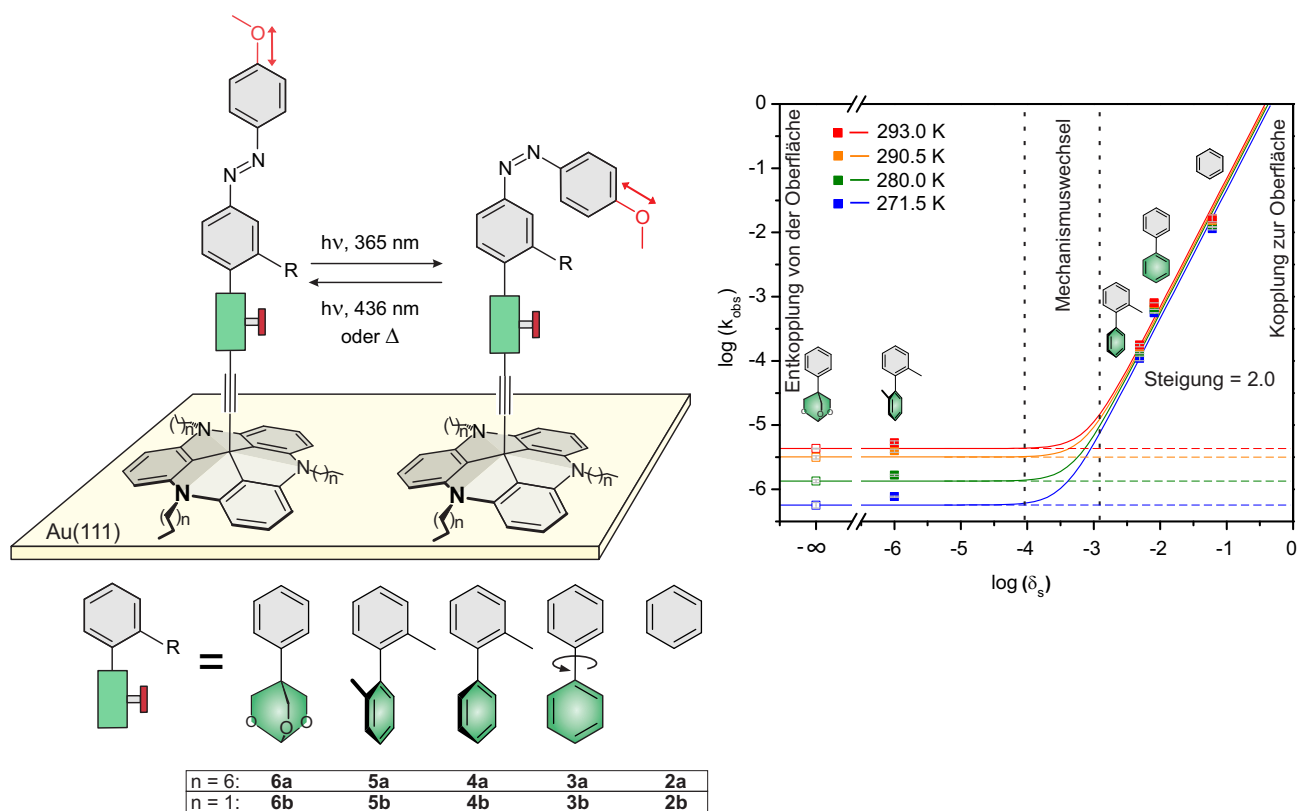 O
N
N
R
hν, 365 nm
hν, 436 nm
oder Δ
N
N
O
R
( )n
N
N
( )n
N
( )n
( )n
N
N
( )n
N
( )n
Au(111)
R
=
O
O
O
n = 6: 6a 5a 4a 3a 2a
n = 1: 6b 5b 4b 3b 2b
log (k_obs)
0
-1
-2
-3
-4
-5
-6
Entkopplung von der Oberfläche
293.0 K
290.5 K
280.0 K
271.5 K
Mechanismuswechsel
Kopplung zur Oberfläche
Steigung = 2.0
O
O
O
-∞ -6 -5 -4 -3 -2 -1 0
log (δ_s)